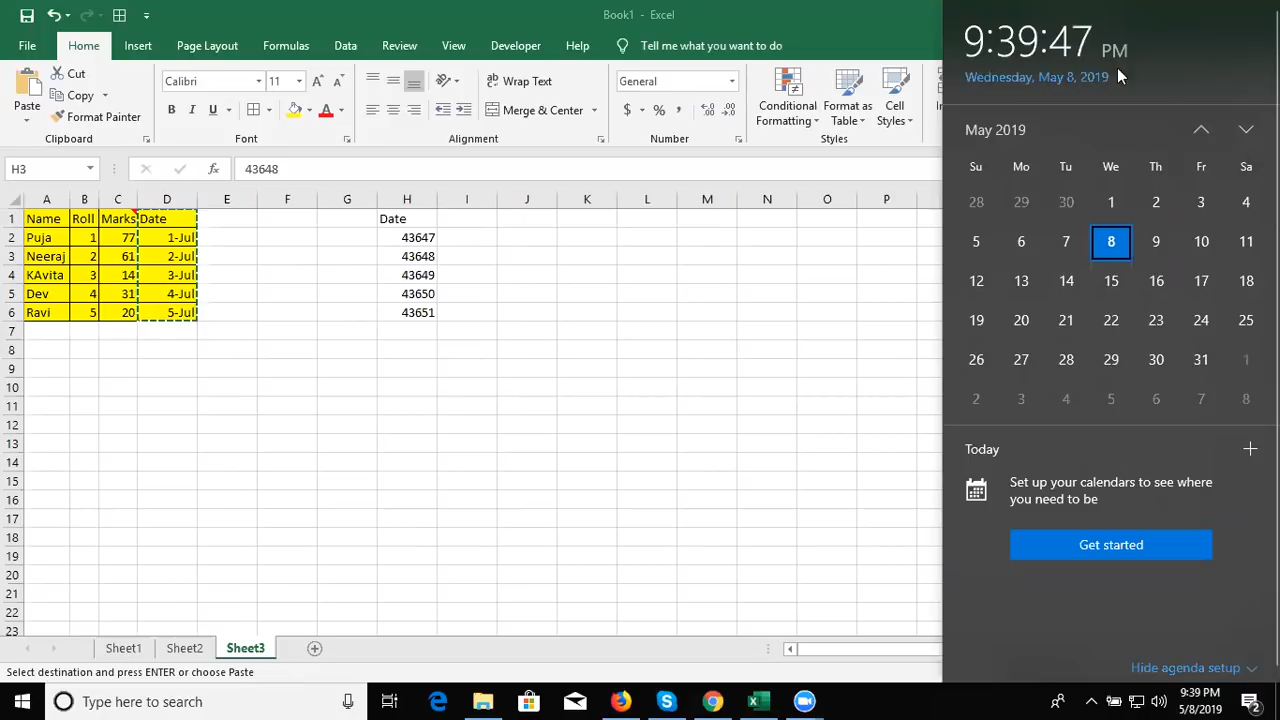 Book1 - Excel
File Home Insert Page Layout Formulas Data Review View Developer Help Tell me what you want to do
Paste
Cut
Copy
Format Painter
Clipboard
Calibri 11
B I U
Font
Wrap Text
Merge & Center
Alignment
General
$ % ,
Number
Conditional Formatting
Format as Table
Cell Styles
Styles
H3 fx 43648
A B C D E F G H I J K L M N O P
1 Name Roll Marks Date Date
2 Puja 1 77 1-Jul 43647
3 Neeraj 2 61 2-Jul 43648
4 KAvita 3 14 3-Jul 43649
5 Dev 4 31 4-Jul 43650
6 Ravi 5 20 5-Jul 43651
7
8
9
10
11
12
13
14
15
16
17
18
19
20
21
22
23
Sheet1 Sheet2 Sheet3
Select destination and press ENTER or choose Paste
9:39:47 PM
Wednesday, May 8, 2019
May 2019
Su Mo Tu We Th Fr Sa
28 29 30 1 2 3 4
5 6 7 8 9 10 11
12 13 14 15 16 17 18
19 20 21 22 23 24 25
26 27 28 29 30 31 1
2 3 4 5 6 7 8
Today
Set up your calendars to see where
you need to be
Get started
Hide agenda setup
Type here to search
9:39 PM
5/8/2019
2